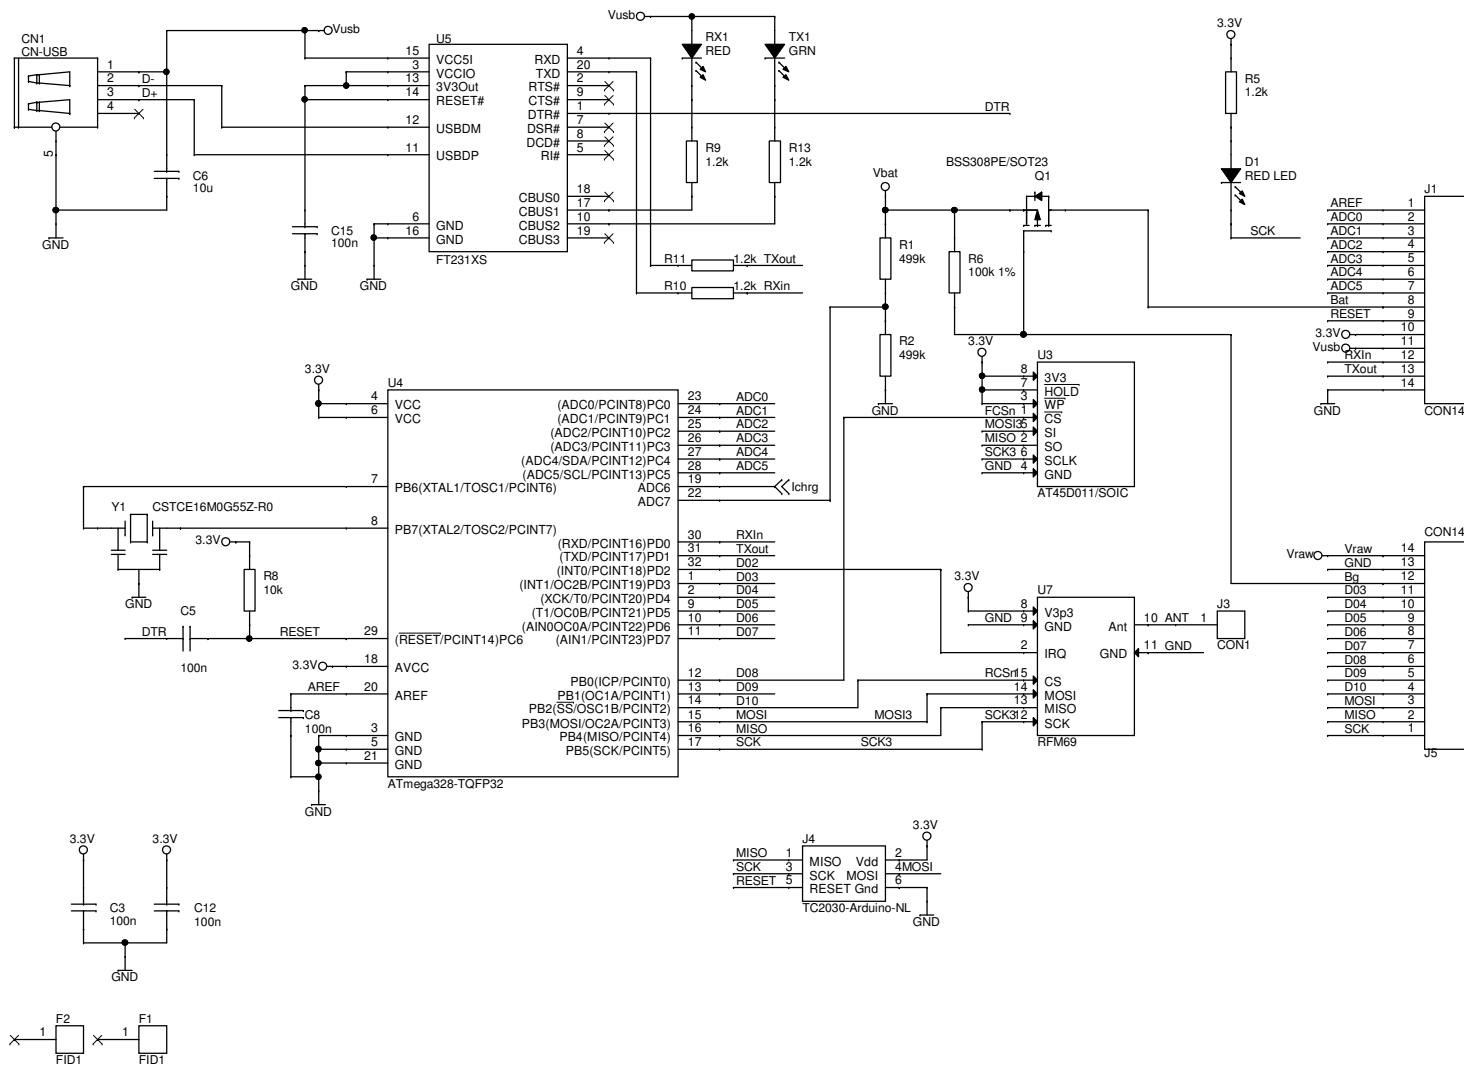 CN1
CN-USB
1
2 D-
3 D+
4
5
Vusb
C6
10u
GND
C15
100n
GND
GND
U5
15 VCC5I RXD 4
3 VCCIO TXD 20
13 3V3Out RTS# 2
14 RESET# CTS# 9
DTR# 1 DTR
12 USBDM DSR# 7
DCD# 8
11 USBDP RI# 5
CBUS0 18
CBUS1 17
6 GND CBUS2 10
16 GND CBUS3 19
FT231XS
Vusb
RX1
RED
TX1
GRN
R9
1.2k
R13
1.2k
R11 1.2k TXout
R10 1.2k RXin
BSS308PE/SOT23
Q1
Vbat
R1
499k
R6
100k 1%
R2
499k
GND
3.3V
R5
1.2k
D1
RED LED
SCK
J1
AREF 1
ADC0 2
ADC1 3
ADC2 4
ADC3 5
ADC4 6
ADC5 7
Bat 8
RESET 9
3.3V 10
Vusb 11
RXIn 12
TXout 13
14
GND
CON14
3.3V
U3
8 3V3
7 HOLD
3 WP
FCSn 1 CS
MOSI3 5 SI
MISO 2 SO
SCK3 6 SCLK
GND 4 GND
AT45D011/SOIC
3.3V
U4
4 VCC (ADC0/PCINT8)PC0 23 ADC0
6 VCC (ADC1/PCINT9)PC1 24 ADC1
(ADC2/PCINT10)PC2 25 ADC2
(ADC3/PCINT11)PC3 26 ADC3
(ADC4/SDA/PCINT12)PC4 27 ADC4
(ADC5/SCL/PCINT13)PC5 28 ADC5
7 PB6(XTAL1/TOSC1/PCINT6) ADC6 19 Ichrg
ADC7 22
8 PB7(XTAL2/TOSC2/PCINT7)
(RXD/PCINT16)PD0 30 RXIn
(TXD/PCINT17)PD1 31 TXout
(INT0/PCINT18)PD2 32 D02
(INT1/OC2B/PCINT19)PD3 1 D03
(XCK/T0/PCINT20)PD4 2 D04
(T1/OC0B/PCINT21)PD5 9 D05
(AIN0OC0A/PCINT22)PD6 10 D06
29 (RESET/PCINT14)PC6 (AIN1/PCINT23)PD7 11 D07
18 AVCC
PB0(ICP/PCINT0) 12 D08
20 AREF PB1(OC1A/PCINT1) 13 D09
PB2(SS/OSC1B/PCINT2) 14 D10
PB3(MOSI/OC2A/PCINT3) 15 MOSI MOSI3
3 GND PB4(MISO/PCINT4) 16 MISO
5 GND PB5(SCK/PCINT5) 17 SCK SCK3
21 GND
ATmega328-TQFP32
Y1 CSTCE16M0G55Z-R0
GND
3.3V
R8
10k
C5
DTR
100n
RESET
3.3V
AREF
C8
100n
GND
3.3V
U7
8 V3p3
GND 9 GND Ant 10 ANT 1
2 IRQ GND 11 GND
RCSn 15 CS
14 MOSI
13 MISO
SCK3 12 SCK
RFM69
J3
CON1
CON14
Vraw Vraw 14
GND 13
Bg 12
D03 11
D04 10
D05 9
D06 8
D07 7
D08 6
D09 5
D10 4
MOSI 3
MISO 2
SCK 1
J5
3.3V
3.3V
C3
100n
C12
100n
GND
3.3V
J4
MISO 1 MISO Vdd 2
SCK 3 SCK MOSI 4 MOSI
RESET 5 RESET Gnd 6
TC2030-Arduino-NL
GND
F2
1
FID1
F1
1
FID1